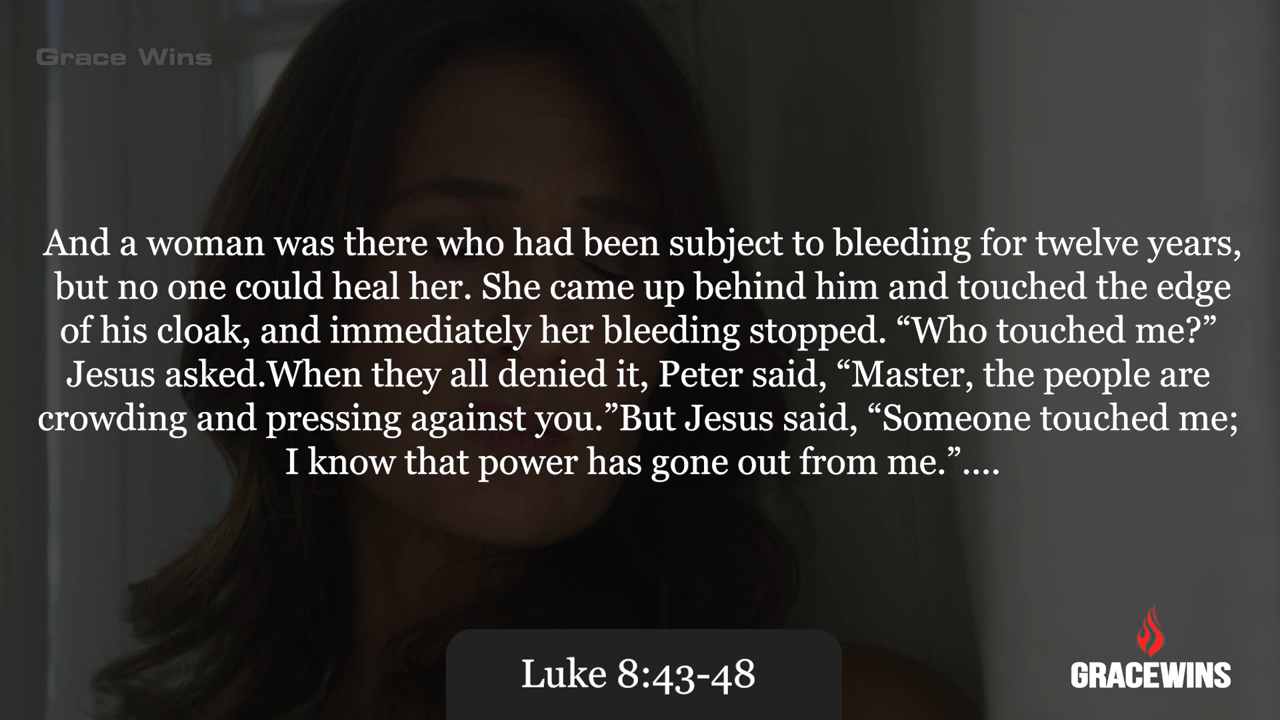 Grace Wins
And a woman was there who had been subject to bleeding for twelve years,
but no one could heal her. She came up behind him and touched the edge
of his cloak, and immediately her bleeding stopped. “Who touched me?”
Jesus asked.When they all denied it, Peter said, “Master, the people are
crowding and pressing against you.”But Jesus said, “Someone touched me;
I know that power has gone out from me.”....
Luke 8:43-48
GRACEWINS